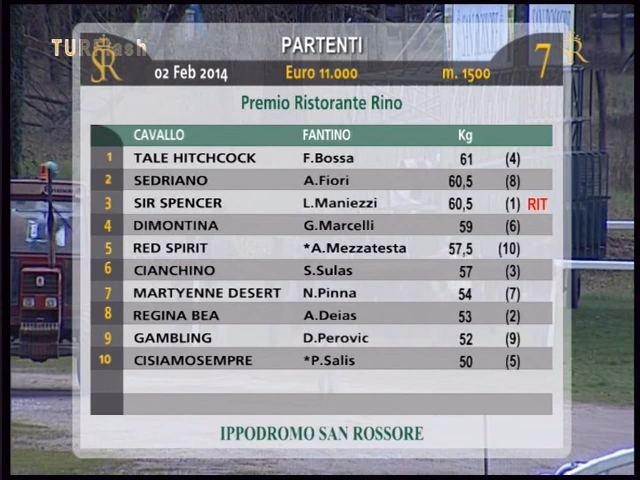 TURFlash
SR
PARTENTI
02 Feb 2014 Euro 11.000 m. 1500 7
Premio Ristorante Rino
CAVALLO FANTINO Kg
1 TALE HITCHCOCK F.Bossa 61 (4)
2 SEDRIANO A.Fiori 60,5 (8)
3 SIR SPENCER L.Maniezzi 60,5 (1) RIT
4 DIMONTINA G.Marcelli 59 (6)
5 RED SPIRIT *A.Mezzatesta 57,5 (10)
6 CIANCHINO S.Sulas 57 (3)
7 MARTYENNE DESERT N.Pinna 54 (7)
8 REGINA BEA A.Deias 53 (2)
9 GAMBLING D.Perovic 52 (9)
10 CISIAMOSEMPRE *P.Salis 50 (5)
IPPODROMO SAN ROSSORE